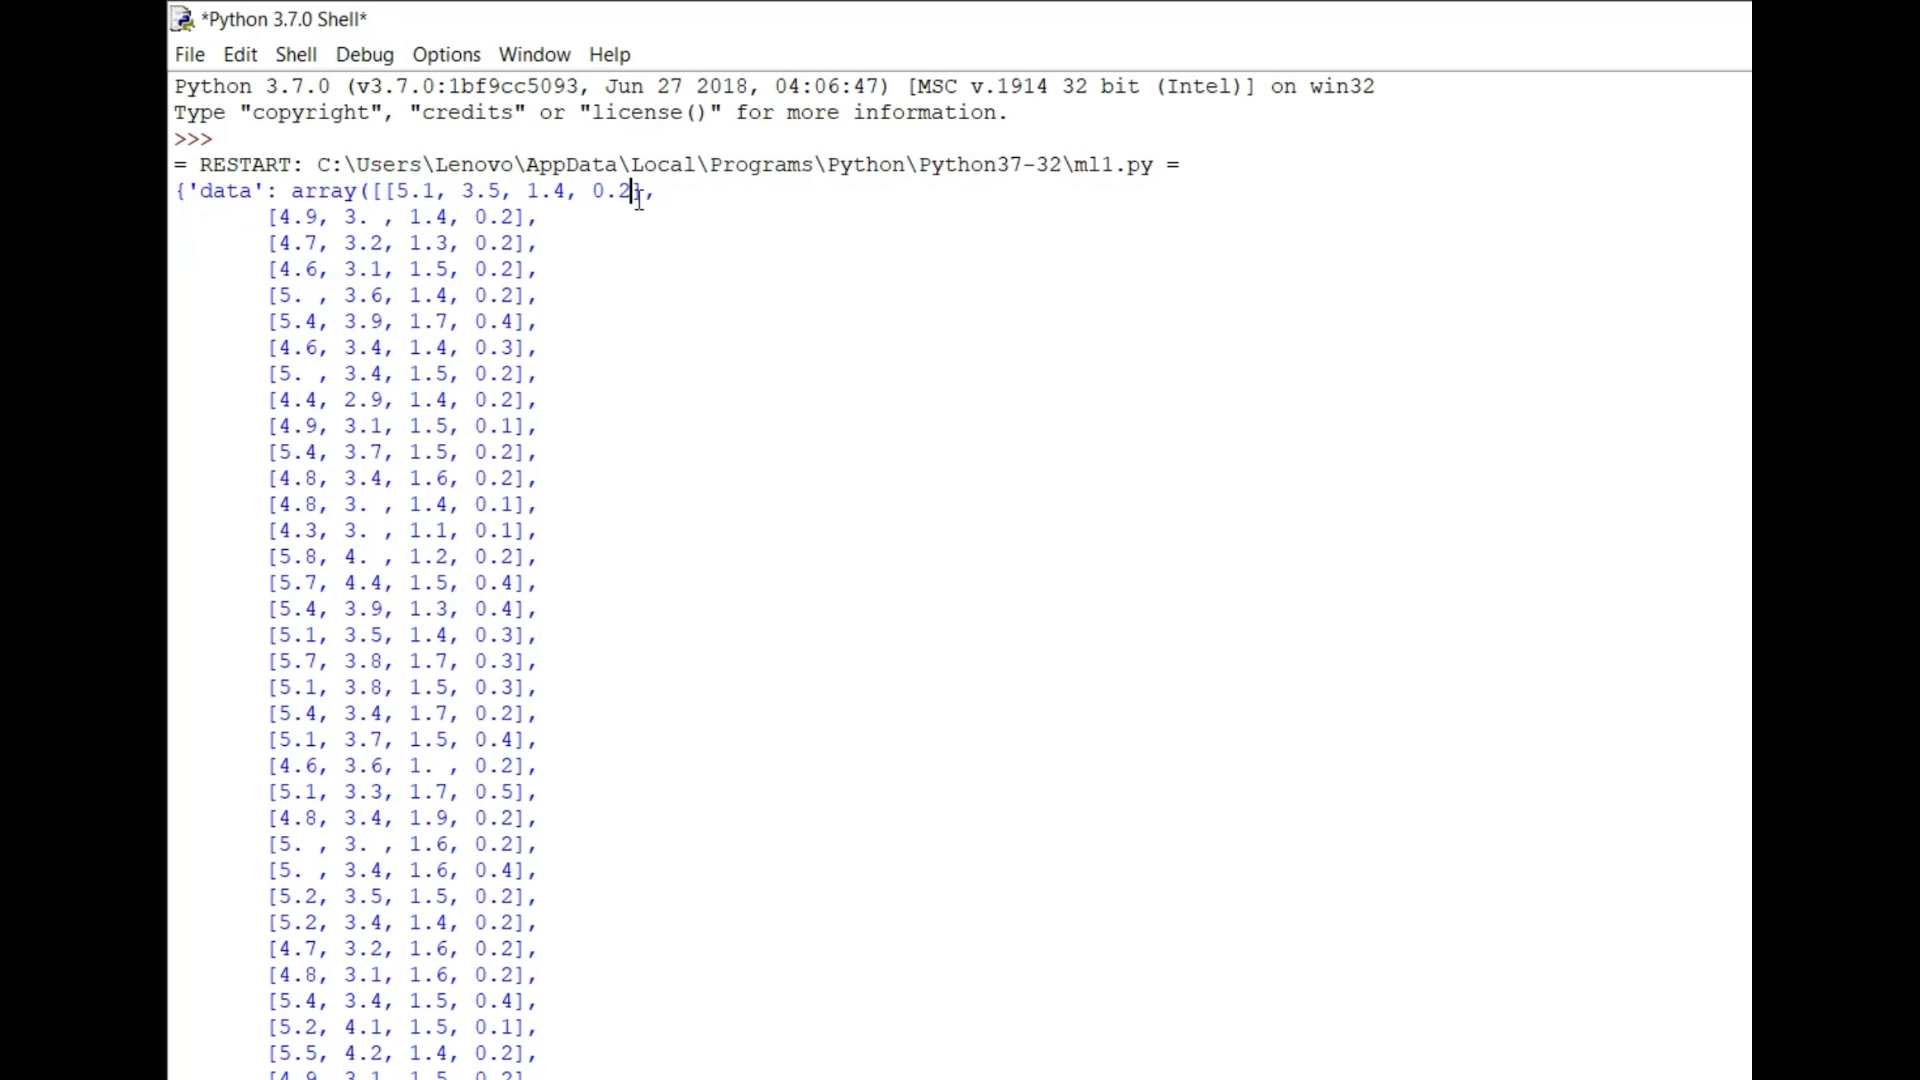 *Python 3.7.0 Shell*
File Edit Shell Debug Options Window Help
Python 3.7.0 (v3.7.0:1bf9cc5093, Jun 27 2018, 04:06:47) [MSC v.1914 32 bit (Intel)] on win32
Type "copyright", "credits" or "license()" for more information.
>>>
= RESTART: C:\Users\Lenovo\AppData\Local\Programs\Python\Python37-32\ml1.py =
{'data': array([[5.1, 3.5, 1.4, 0.2],
[4.9, 3. , 1.4, 0.2],
[4.7, 3.2, 1.3, 0.2],
[4.6, 3.1, 1.5, 0.2],
[5. , 3.6, 1.4, 0.2],
[5.4, 3.9, 1.7, 0.4],
[4.6, 3.4, 1.4, 0.3],
[5. , 3.4, 1.5, 0.2],
[4.4, 2.9, 1.4, 0.2],
[4.9, 3.1, 1.5, 0.1],
[5.4, 3.7, 1.5, 0.2],
[4.8, 3.4, 1.6, 0.2],
[4.8, 3. , 1.4, 0.1],
[4.3, 3. , 1.1, 0.1],
[5.8, 4. , 1.2, 0.2],
[5.7, 4.4, 1.5, 0.4],
[5.4, 3.9, 1.3, 0.4],
[5.1, 3.5, 1.4, 0.3],
[5.7, 3.8, 1.7, 0.3],
[5.1, 3.8, 1.5, 0.3],
[5.4, 3.4, 1.7, 0.2],
[5.1, 3.7, 1.5, 0.4],
[4.6, 3.6, 1. , 0.2],
[5.1, 3.3, 1.7, 0.5],
[4.8, 3.4, 1.9, 0.2],
[5. , 3. , 1.6, 0.2],
[5. , 3.4, 1.6, 0.4],
[5.2, 3.5, 1.5, 0.2],
[5.2, 3.4, 1.4, 0.2],
[4.7, 3.2, 1.6, 0.2],
[4.8, 3.1, 1.6, 0.2],
[5.4, 3.4, 1.5, 0.4],
[5.2, 4.1, 1.5, 0.1],
[5.5, 4.2, 1.4, 0.2],
[4.9, 3.1, 1.5, 0.2]